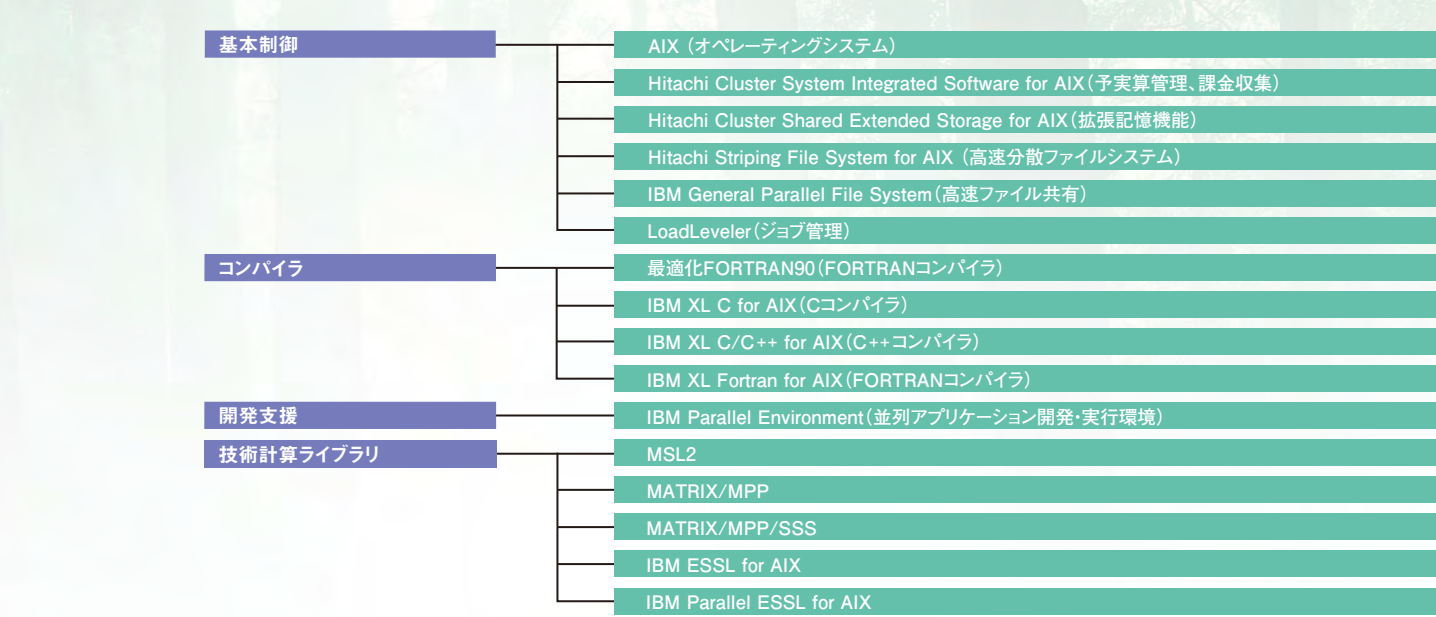 基本制御
AIX (オペレーティングシステム)
Hitachi Cluster System Integrated Software for AIX(予実算管理、課金収集)
Hitachi Cluster Shared Extended Storage for AIX(拡張記憶機能)
Hitachi Striping File System for AIX (高速分散ファイルシステム)
IBM General Parallel File System(高速ファイル共有)
LoadLeveler(ジョブ管理)
コンパイラ
最適化FORTRAN90(FORTRANコンパイラ)
IBM XL C for AIX(Cコンパイラ)
IBM XL C/C++ for AIX(C++コンパイラ)
IBM XL Fortran for AIX(FORTRANコンパイラ)
開発支援
IBM Parallel Environment(並列アプリケーション開発・実行環境)
技術計算ライブラリ
MSL2
MATRIX/MPP
MATRIX/MPP/SSS
IBM ESSL for AIX
IBM Parallel ESSL for AIX